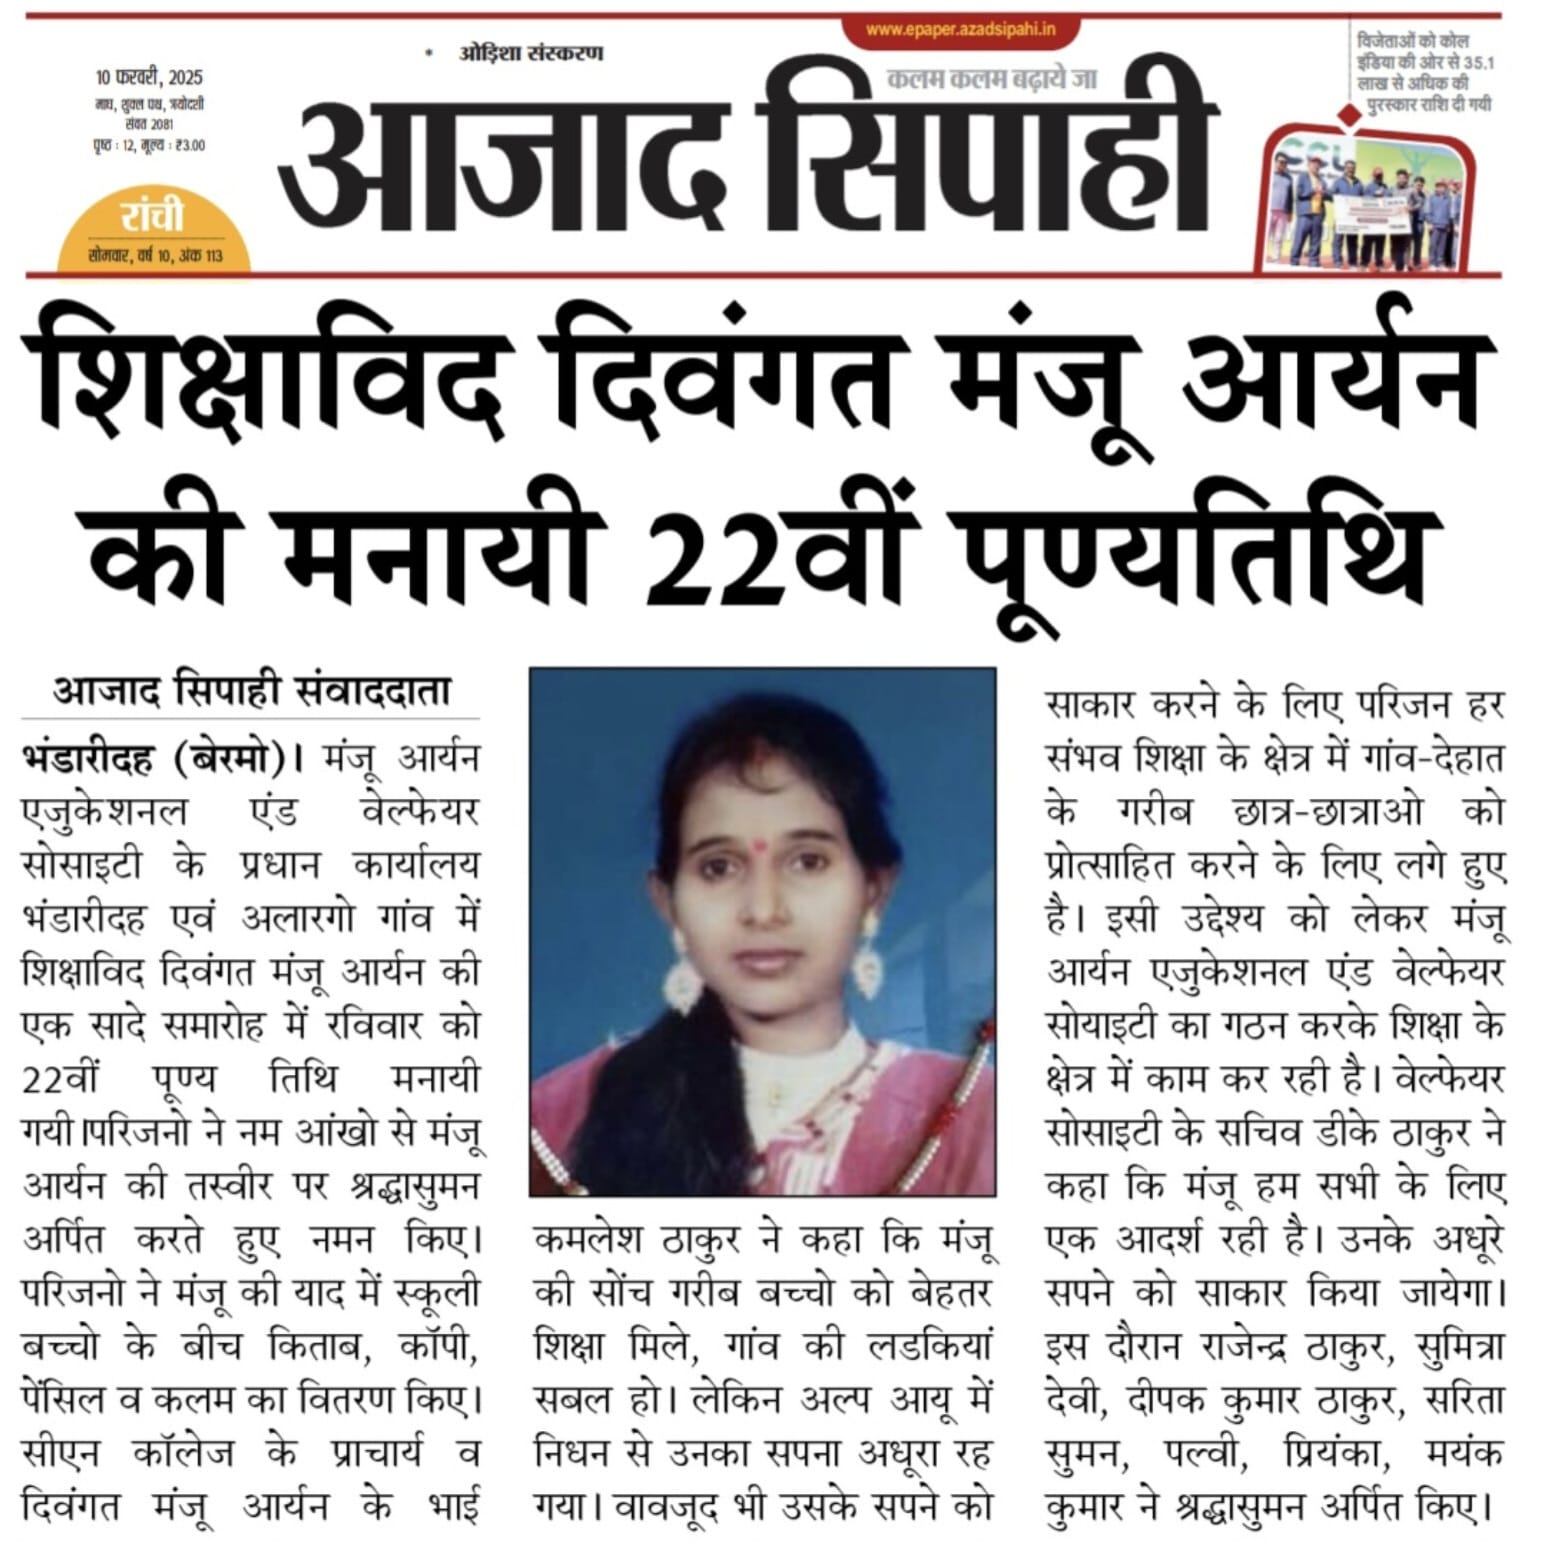 www.epaper.azadsipahi.in
* ओड़िशा संस्करण
10 फरवरी, 2025
माघ, शुक्ल पक्ष, त्रयोदशी
संवत 2081
पृष्ठ : 12, मूल्य : ₹3.00
रांची
सोमवार, वर्ष 10, अंक 113
कलम कलम बढ़ाये जा
आजाद सिपाही
विजेताओं को कोल
इंडिया की ओर से 35.1
लाख से अधिक की
पुरस्कार राशि दी गयी
शिक्षाविद दिवंगत मंजू आर्यन
की मनायी 22वीं पूण्यतिथि
आजाद सिपाही संवाददाता
भंडारीदह (बेरमो)। मंजू आर्यन
एजुकेशनल एंड वेल्फेयर
सोसाइटी के प्रधान कार्यालय
भंडारीदह एवं अलारगो गांव में
शिक्षाविद दिवंगत मंजू आर्यन की
एक सादे समारोह में रविवार को
22वीं पूण्य तिथि मनायी
गयी।परिजनो ने नम आंखो से मंजू
आर्यन की तस्वीर पर श्रद्धासुमन
अर्पित करते हुए नमन किए।
परिजनो ने मंजू की याद में स्कूली
बच्चो के बीच किताब, कॉपी,
पेंसिल व कलम का वितरण किए।
सीएन कॉलेज के प्राचार्य व
दिवंगत मंजू आर्यन के भाई
कमलेश ठाकुर ने कहा कि मंजू
की सोंच गरीब बच्चो को बेहतर
शिक्षा मिले, गांव की लडकियां
सबल हो। लेकिन अल्प आयू में
निधन से उनका सपना अधूरा रह
गया। वावजूद भी उसके सपने को
साकार करने के लिए परिजन हर
संभव शिक्षा के क्षेत्र में गांव-देहात
के गरीब छात्र-छात्राओ को
प्रोत्साहित करने के लिए लगे हुए
है। इसी उद्देश्य को लेकर मंजू
आर्यन एजुकेशनल एंड वेल्फेयर
सोयाइटी का गठन करके शिक्षा के
क्षेत्र में काम कर रही है। वेल्फेयर
सोसाइटी के सचिव डीके ठाकुर ने
कहा कि मंजू हम सभी के लिए
एक आदर्श रही है। उनके अधूरे
सपने को साकार किया जायेगा।
इस दौरान राजेन्द्र ठाकुर, सुमित्रा
देवी, दीपक कुमार ठाकुर, सरिता
सुमन, पल्वी, प्रियंका, मयंक
कुमार ने श्रद्धासुमन अर्पित किए।